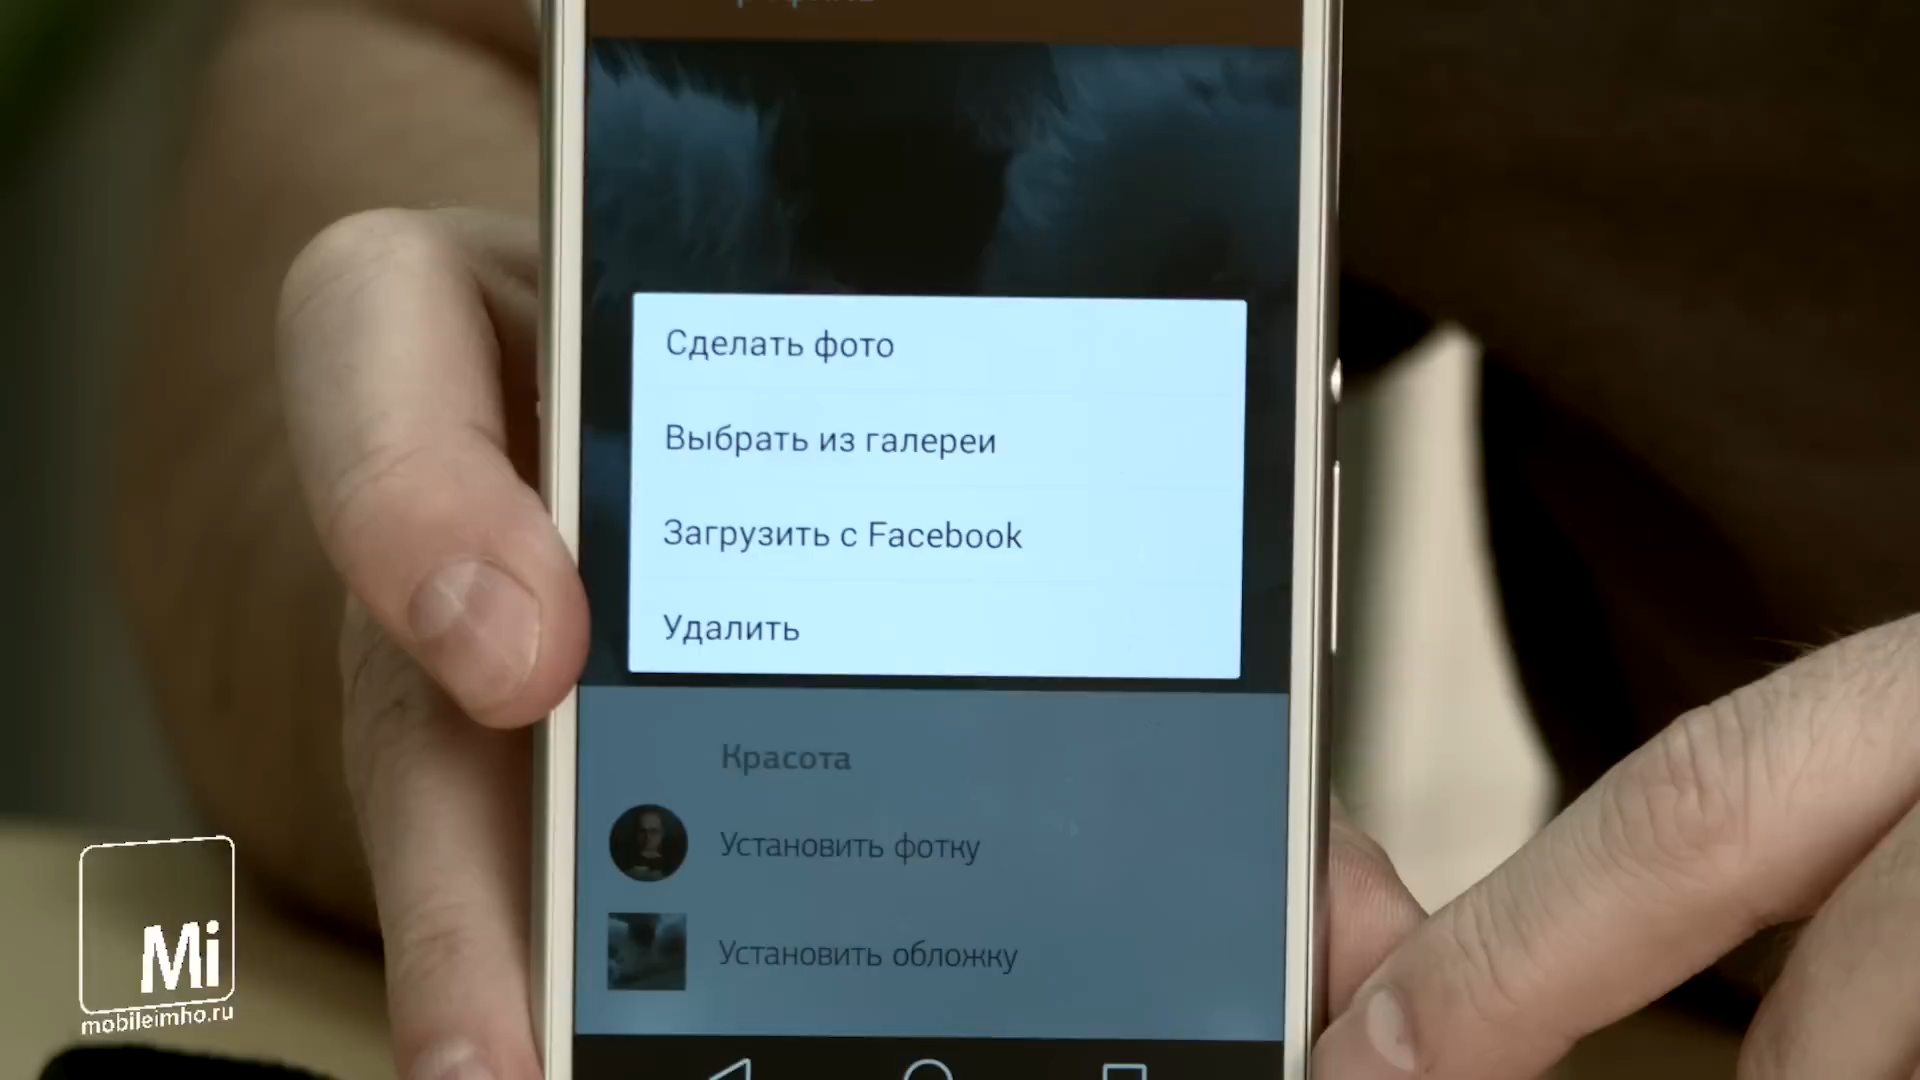 Сделать фото
Выбрать из галереи
Загрузить с Facebook
Удалить
Красота
Установить фотку
Установить обложку
Mi
mobileimho.ru